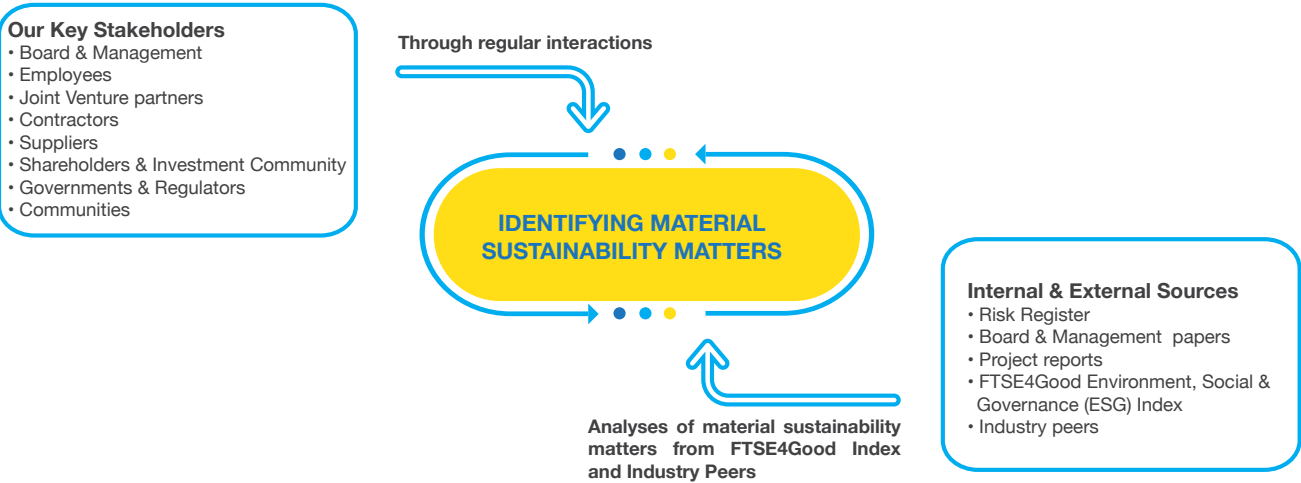 Our Key Stakeholders
• Board & Management
• Employees
• Joint Venture partners
• Contractors
• Suppliers
• Shareholders & Investment Community
• Governments & Regulators
• Communities
Through regular interactions
IDENTIFYING MATERIAL
SUSTAINABILITY MATTERS
Internal & External Sources
• Risk Register
• Board & Management papers
• Project reports
• FTSE4Good Environment, Social &
Governance (ESG) Index
• Industry peers
Analyses of material sustainability
matters from FTSE4Good Index
and Industry Peers